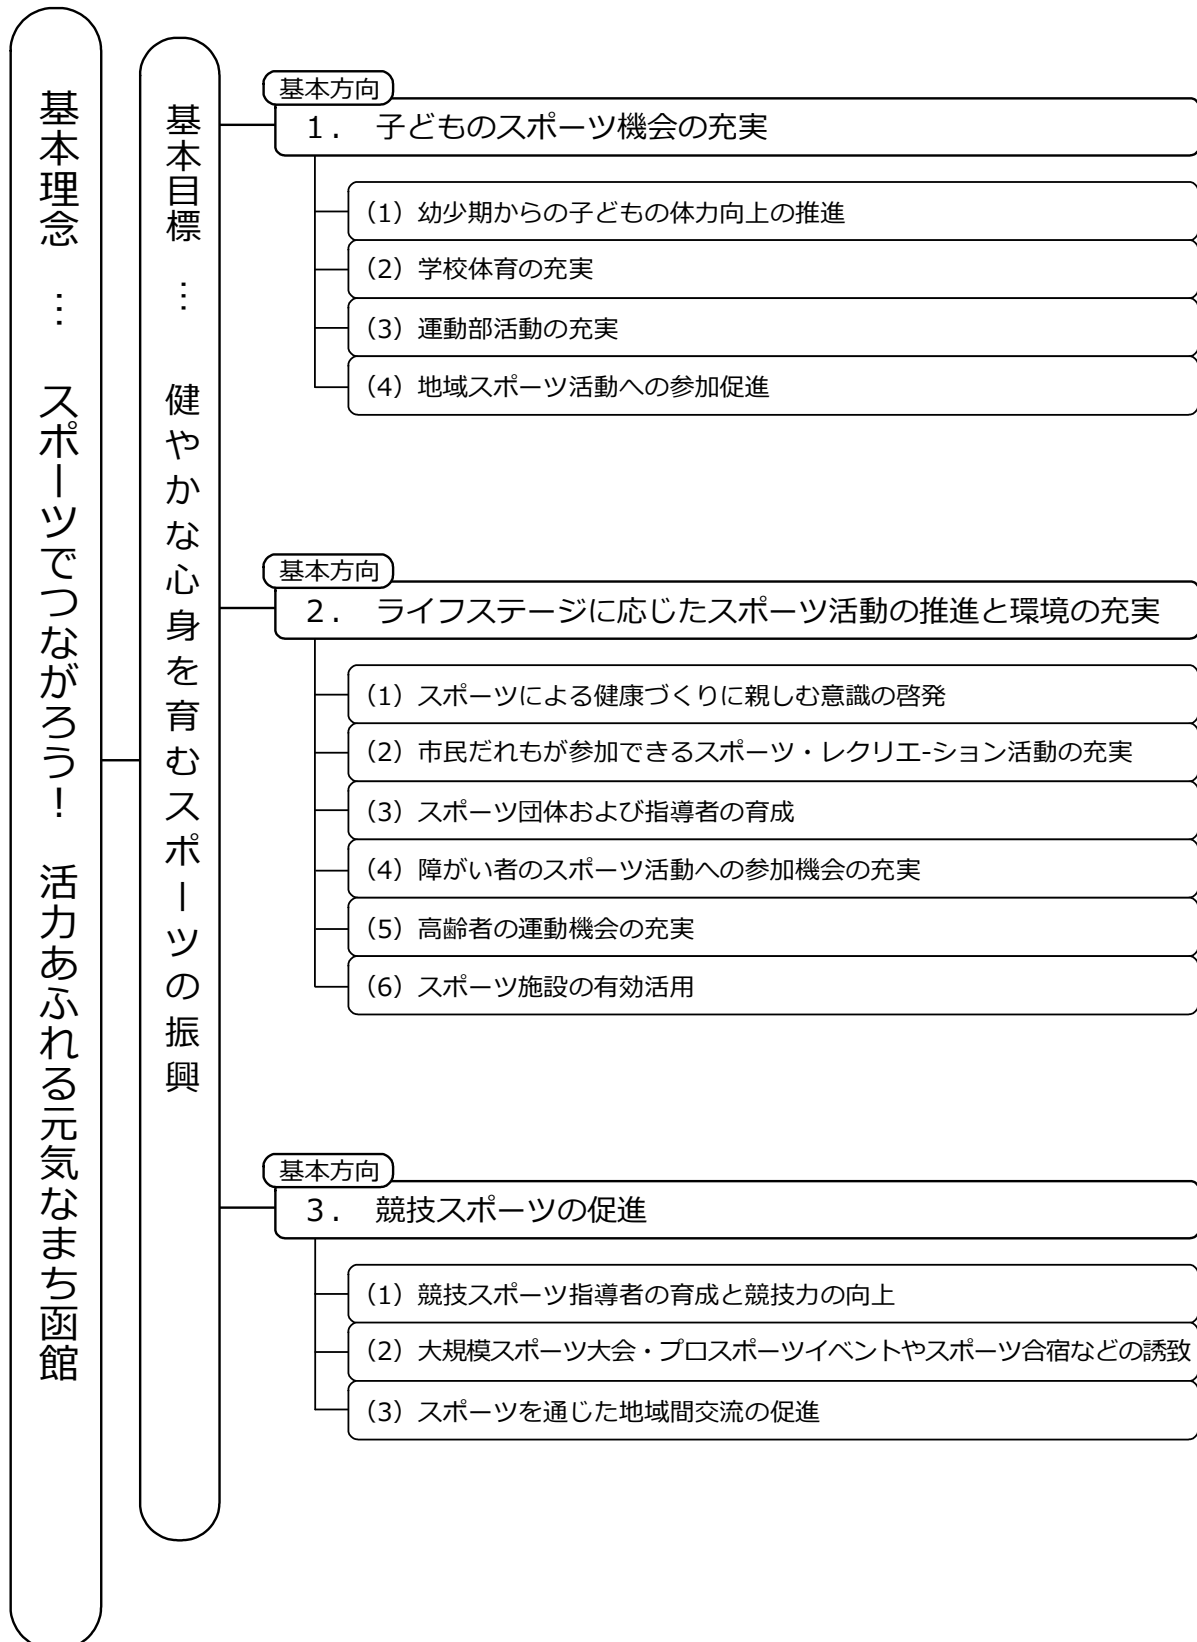 基本理念 … スポーツでつながろう！ 活力あふれる元気なまち函館
基本目標 … 健やかな心身を育むスポーツの振興
基本方向
１． 子どものスポーツ機会の充実
（1）幼少期からの子どもの体力向上の推進
（2）学校体育の充実
（3）運動部活動の充実
（4）地域スポーツ活動への参加促進
基本方向
２． ライフステージに応じたスポーツ活動の推進と環境の充実
（1）スポーツによる健康づくりに親しむ意識の啓発
（2）市民だれもが参加できるスポーツ・レクリエ-ション活動の充実
（3）スポーツ団体および指導者の育成
（4）障がい者のスポーツ活動への参加機会の充実
（5）高齢者の運動機会の充実
（6）スポーツ施設の有効活用
基本方向
３． 競技スポーツの促進
（1）競技スポーツ指導者の育成と競技力の向上
（2）大規模スポーツ大会・プロスポーツイベントやスポーツ合宿などの誘致
（3）スポーツを通じた地域間交流の促進